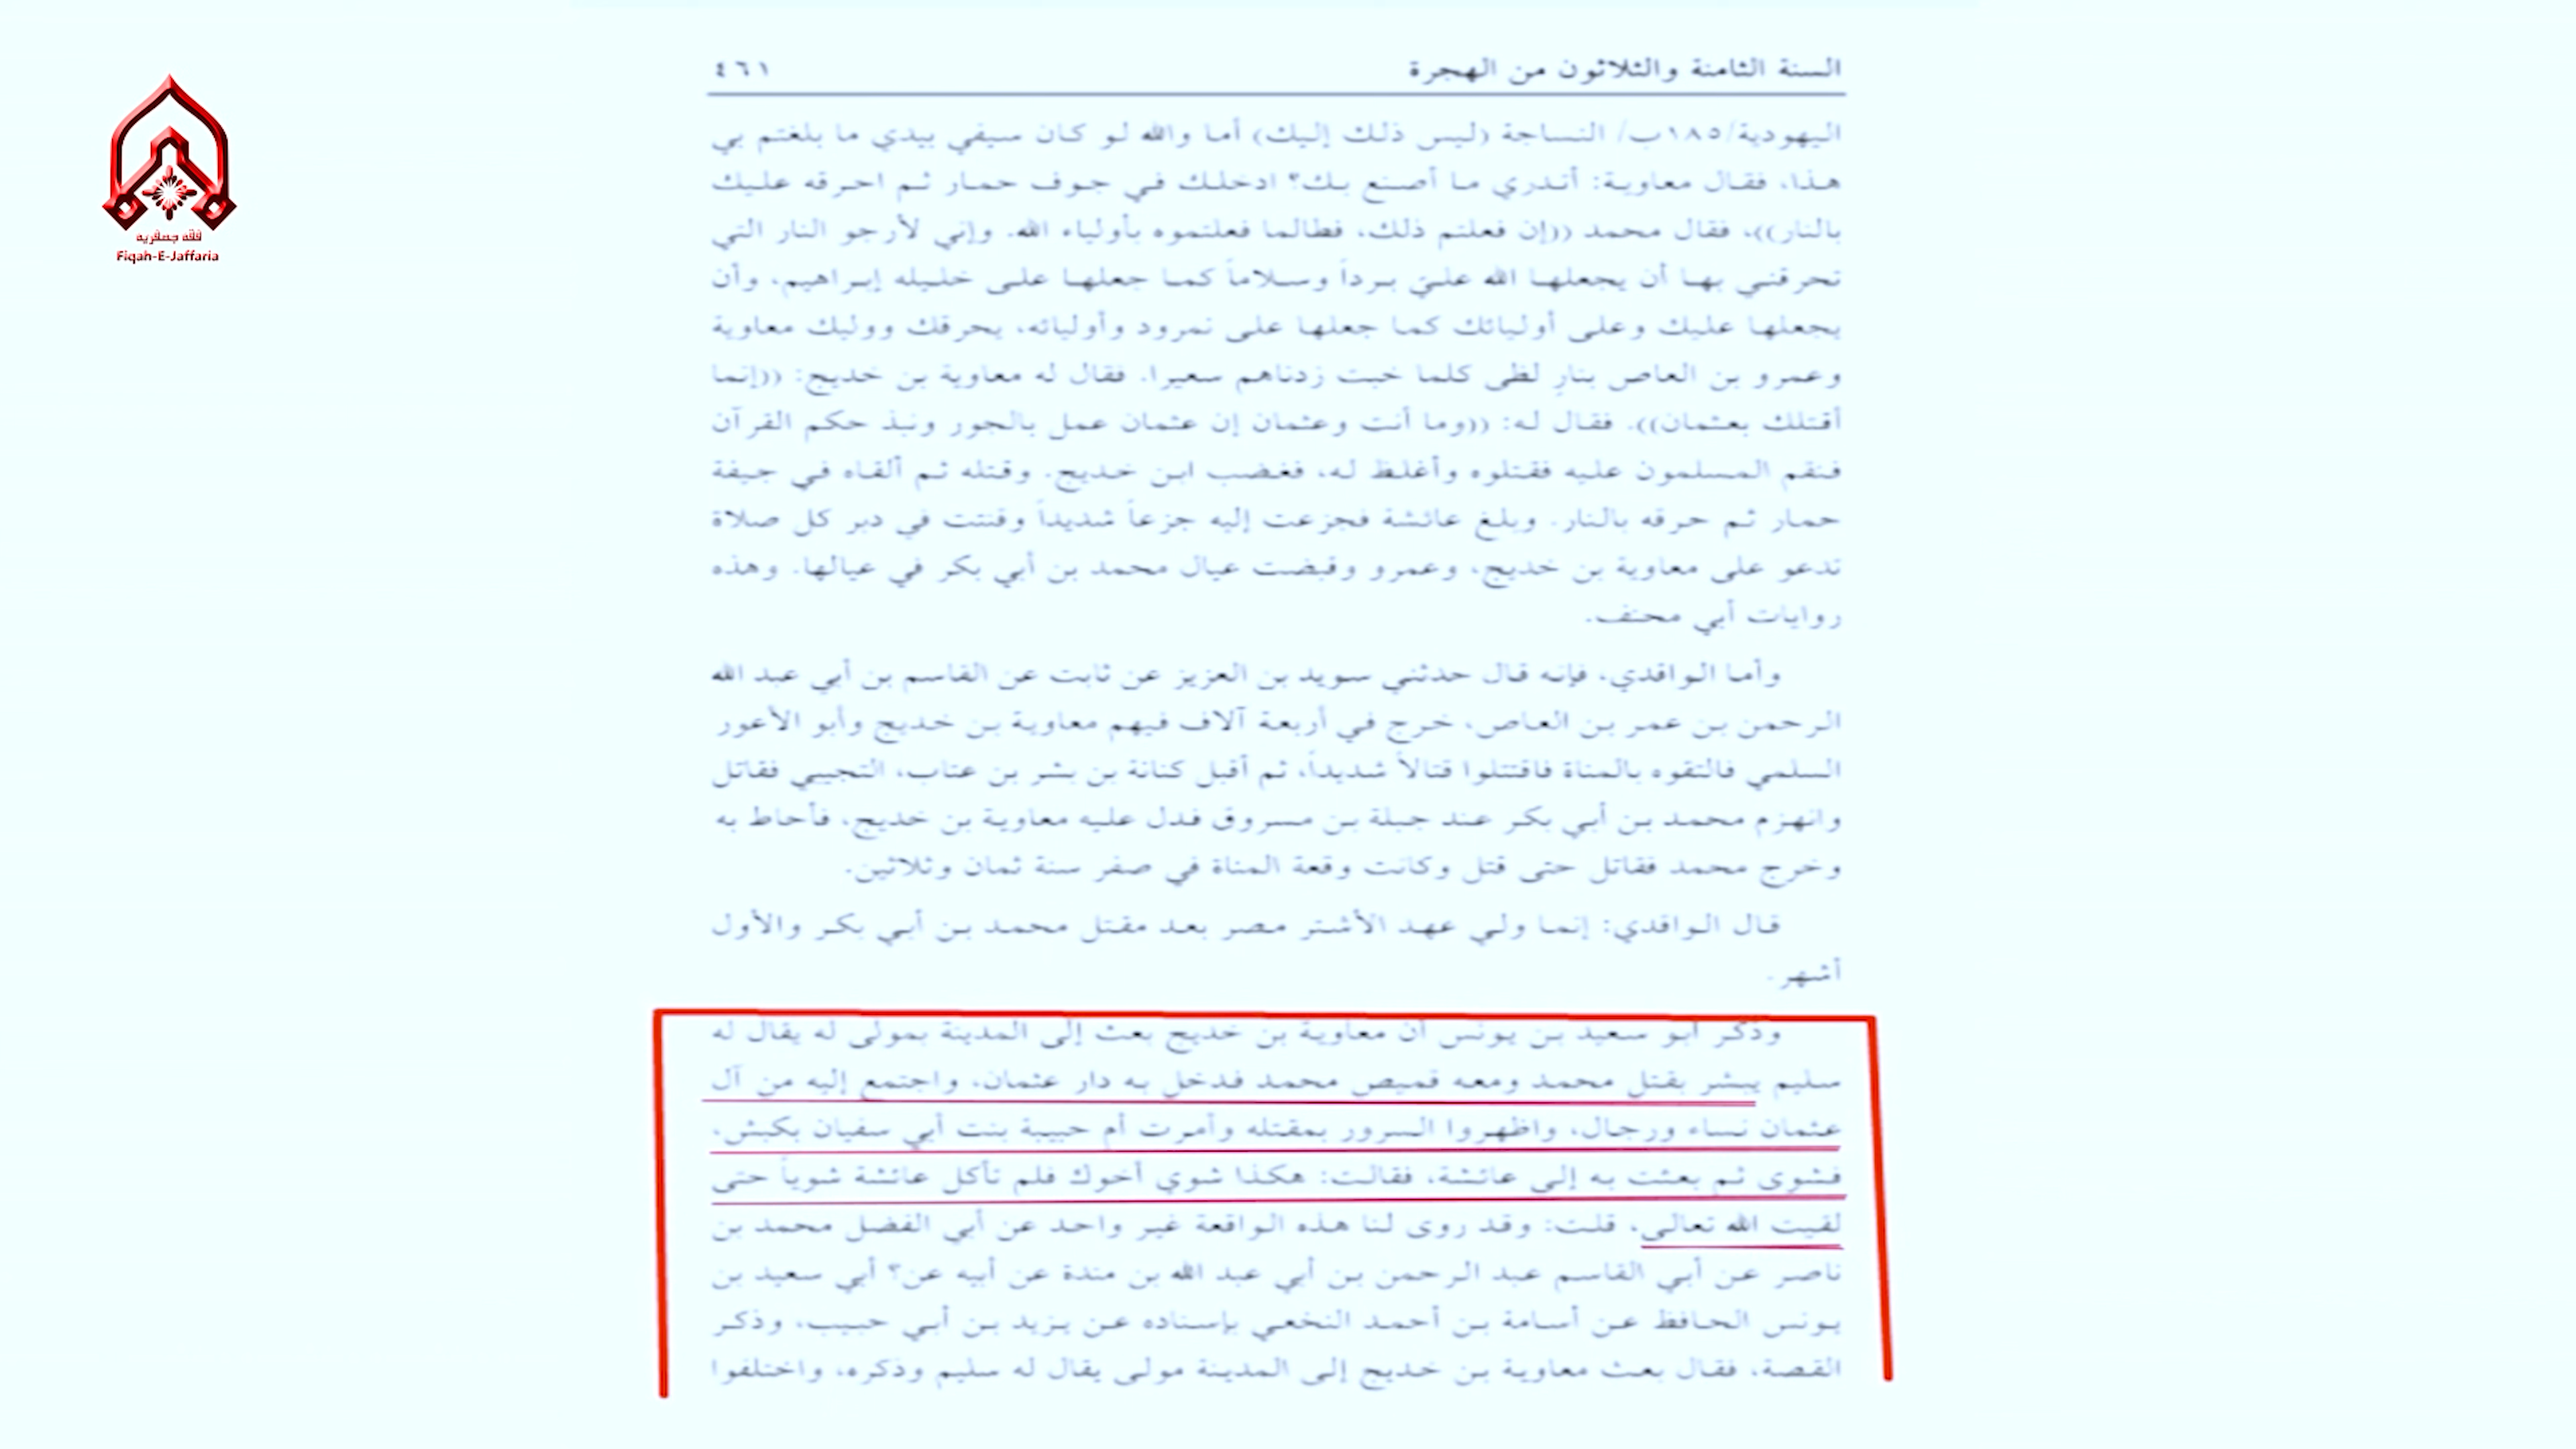 السنة الثامنة والثلاثون من الهجرة ٤٦١
فقه جعفريه
Fiqah-E-Jaffaria
اليهودية/١٨٥ب/ النساجة (ليس ذلك إليك) أما والله لو كان سيفي بيدي ما بلغتم بي
هذا، فقال معاوية: أتدري ما أصنع بك؟ ادخلك في جوف حمار ثم احرقه عليك
بالنار))، فقال محمد ((إن فعلتم ذلك، فطالما فعلتموه بأولياء الله. وإني لأرجو النار التي
تحرقني بها أن يجعلها الله عليّ برداً وسلاماً كما جعلها على خليله إبراهيم، وأن
يجعلها عليك وعلى أوليائك كما جعلها على نمرود وأوليائه، يحرقك ووليك معاوية
وعمرو بن العاص بنارٍ لظى كلما خبت زدناهم سعيرا. فقال له معاوية بن خديج: ((إنما
أقتلك بعثمان)). فقال له: ((وما أنت وعثمان إن عثمان عمل بالجور ونبذ حكم القرآن
فنقم المسلمون عليه فقتلوه وأغلظ له، فغضب ابن خديج. وقتله ثم ألقاه في جيفة
حمار ثم حرقه بالنار. وبلغ عائشة فجزعت إليه جزعاً شديداً وقنتت في دبر كل صلاة
تدعو على معاوية بن خديج، وعمرو وقبضت عيال محمد بن أبي بكر في عيالها. وهذه
روايات أبي محنف.
وأما الواقدي، فإنه قال حدثني سويد بن العزيز عن ثابت عن القاسم بن أبي عبد الله
الرحمن بن عمر بن العاص، خرج في أربعة آلاف فيهم معاوية بن خديج وأبو الأعور
السلمي فالتقوه بالمناة فاقتتلوا قتالاً شديداً، ثم أقبل كنانة بن بشر بن عتاب، التجيبي فقاتل
وانهزم محمد بن أبي بكر عند جبلة بن مسروق فدل عليه معاوية بن خديج، فأحاط به
وخرج محمد فقاتل حتى قتل وكانت وقعة المناة في صفر سنة ثمان وثلاثين.
قال الواقدي: إنما ولي عهد الأشتر مصر بعد مقتل محمد بن أبي بكر والأول
أشهر.
وذكر أبو سعيد بن يونس أن معاوية بن خديج بعث إلى المدينة بمولى له يقال له
سليم يبشر بقتل محمد ومعه قميص محمد فدخل به دار عثمان، واجتمع إليه من آل
عثمان نساء ورجال، واظهروا السرور بمقتله وأمرت أم حبيبة بنت أبي سفيان بكبش،
فشوى ثم بعثت به إلى عائشة، فقالت: هكذا شوي أخوك فلم تأكل عائشة شوياً حتى
لقيت الله تعالى، قلت: وقد روى لنا هذه الواقعة غير واحد عن أبي الفضل محمد بن
ناصر عن أبي القاسم عبد الرحمن بن أبي عبد الله بن مندة عن أبيه عن؟ أبي سعيد بن
يونس الحافظ عن أسامة بن أحمد النخعي بإسناده عن يزيد بن أبي حبيب، وذكر
القصة، فقال بعث معاوية بن خديج إلى المدينة مولى يقال له سليم وذكره، واختلفوا